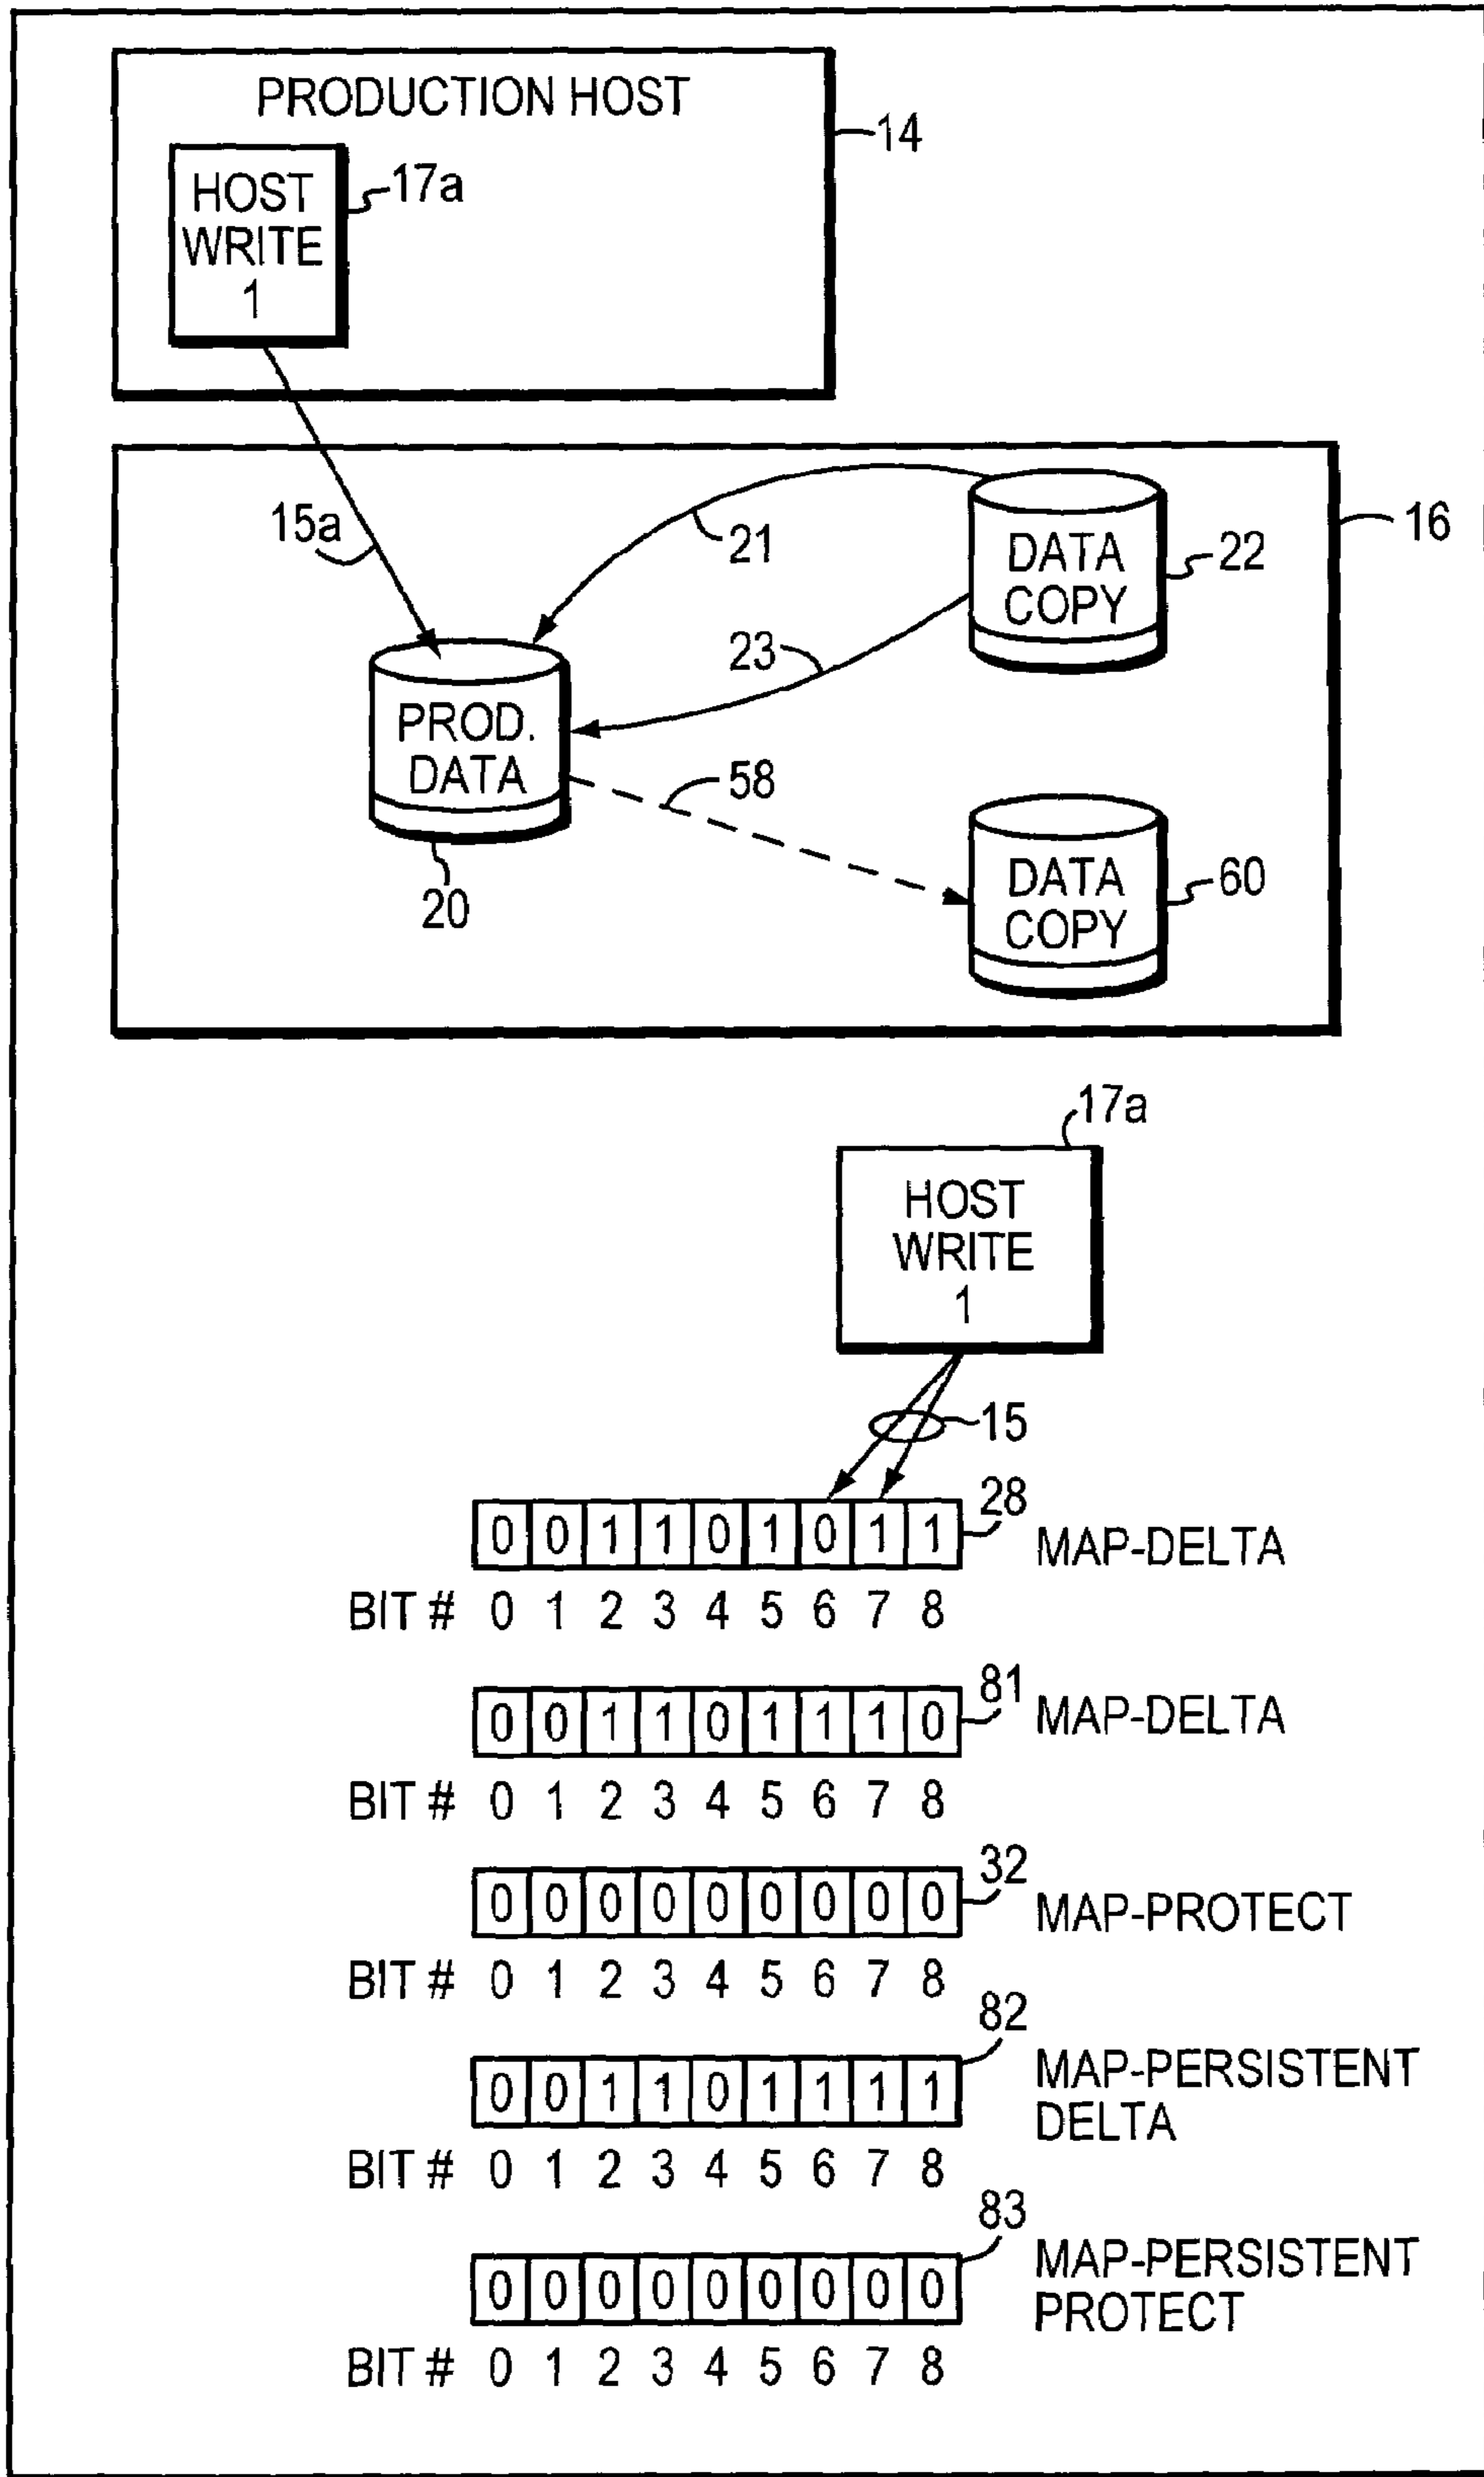 PRODUCTION HOST
14
HOST
WRITE
1
17a
15a
21
DATA
COPY
22
16
23
PROD.
DATA
20
58
DATA
COPY
60
17a
HOST
WRITE
1
15
28
0 0 1 1 0 1 0 1 1
MAP-DELTA
BIT # 0 1 2 3 4 5 6 7 8
81
0 0 1 1 0 1 1 1 0
MAP-DELTA
BIT # 0 1 2 3 4 5 6 7 8
32
0 0 0 0 0 0 0 0 0
MAP-PROTECT
BIT # 0 1 2 3 4 5 6 7 8
82
0 0 1 1 0 1 1 1 1
MAP-PERSISTENT
DELTA
BIT # 0 1 2 3 4 5 6 7 8
83
0 0 0 0 0 0 0 0 0
MAP-PERSISTENT
PROTECT
BIT # 0 1 2 3 4 5 6 7 8